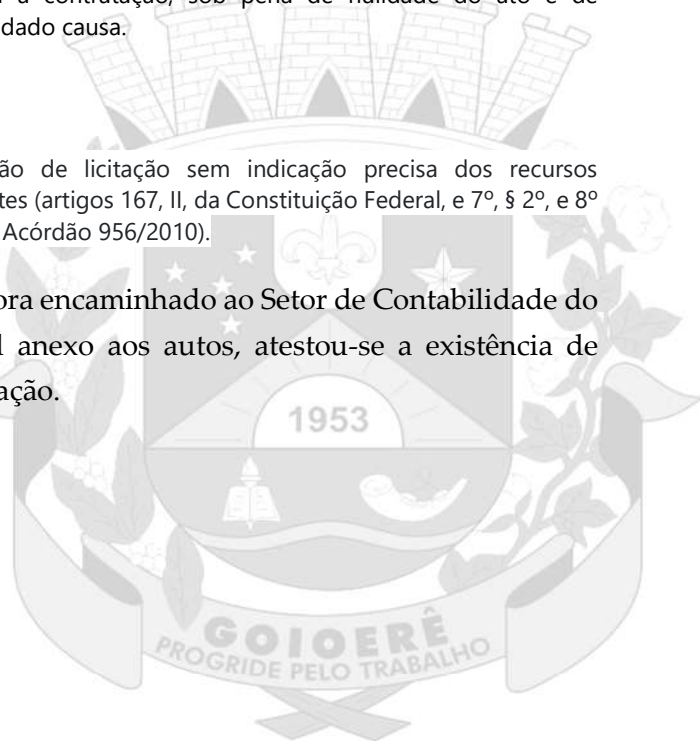 a contratação, sob pena de nulidade do ato e de
dado causa.
ão de licitação sem indicação precisa dos recursos
tes (artigos 167, II, da Constituição Federal, e 7º, § 2º, e 8º
Acórdão 956/2010).
ora encaminhado ao Setor de Contabilidade do
l anexo aos autos, atestou-se a existência de
ação.
1953
GOIOERÊ
PROGRIDE PELO TRABALHO